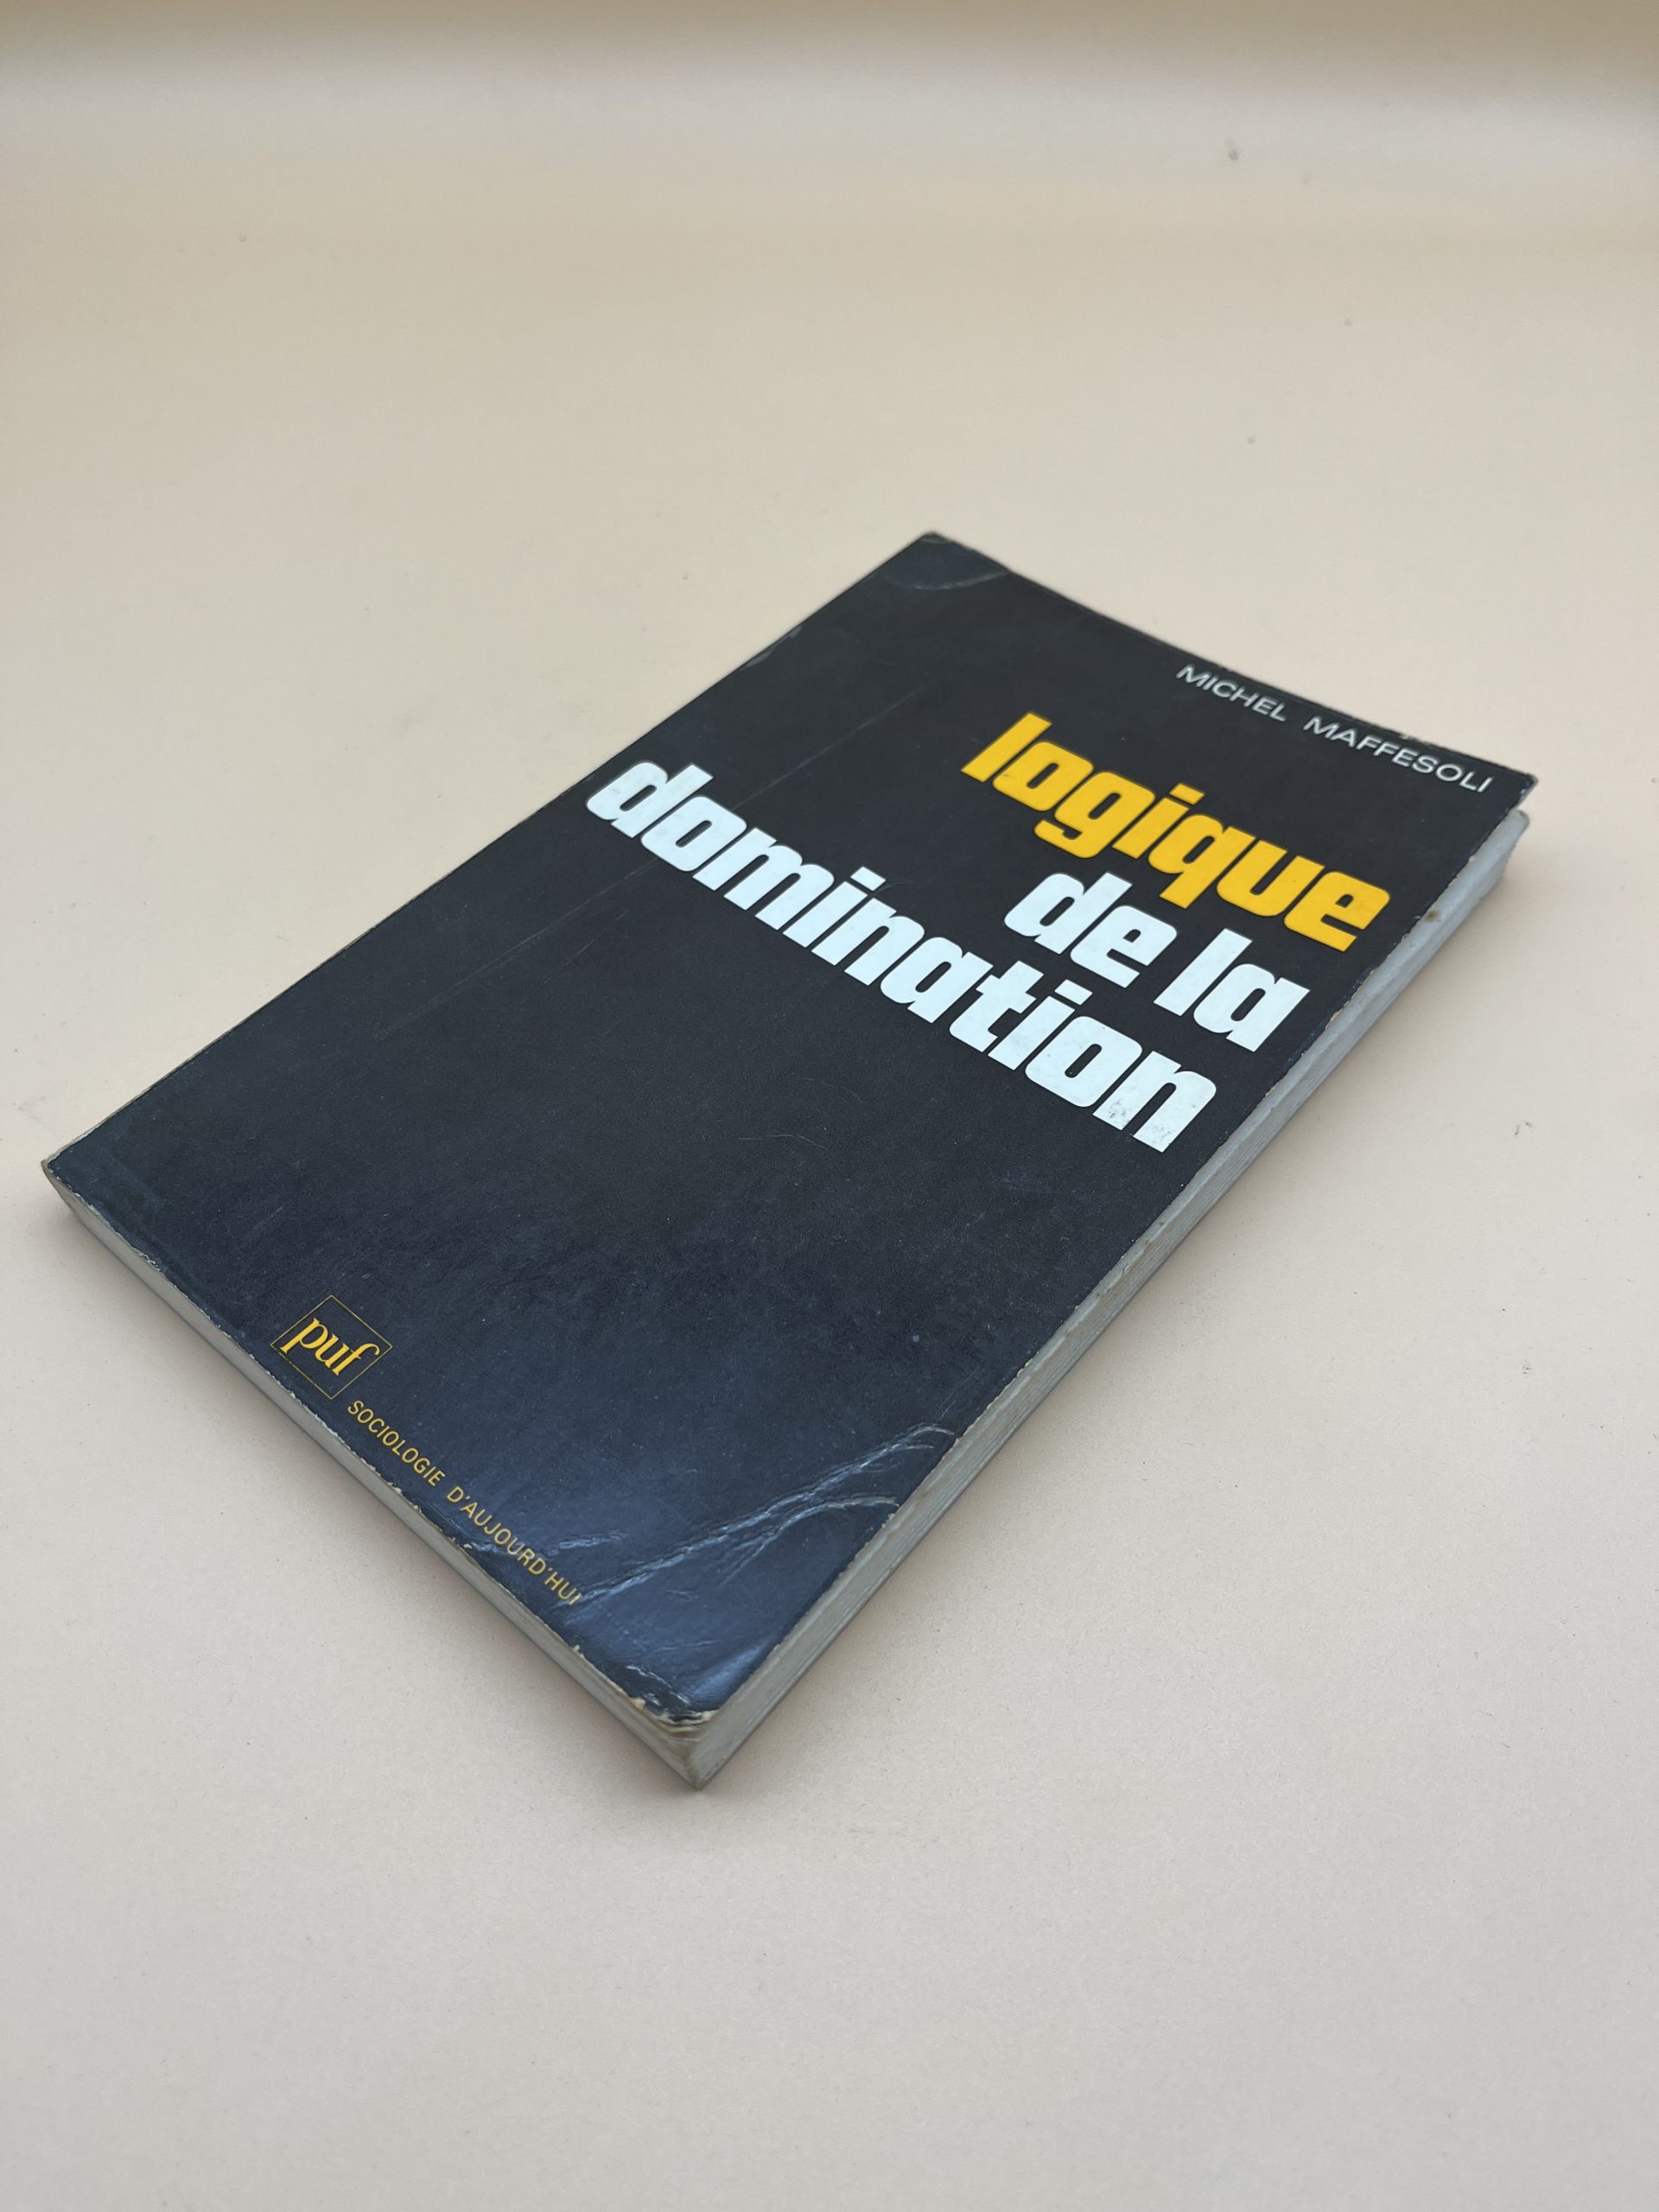 MICHEL MAFFESOLI
logique
de la
domination
puf
SOCIOLOGIE D'AUJOURD'HUI